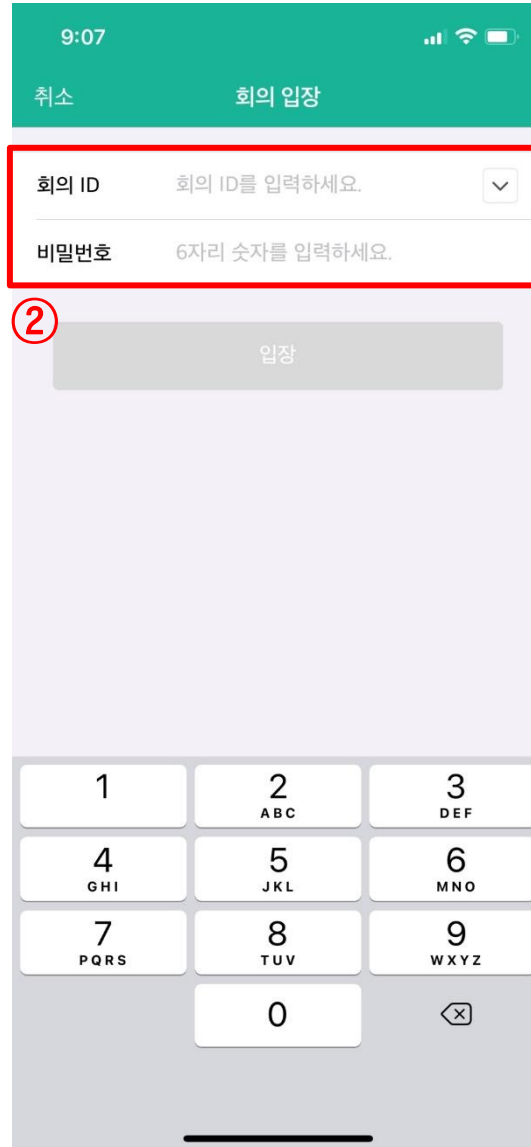 9:07
취소 회의 입장
회의 ID 회의 ID를 입력하세요.
비밀번호 6자리 숫자를 입력하세요.
②
입장
1 2 3
ABC DEF
4 5 6
GHI JKL MNO
7 8 9
PQRS TUV WXYZ
0